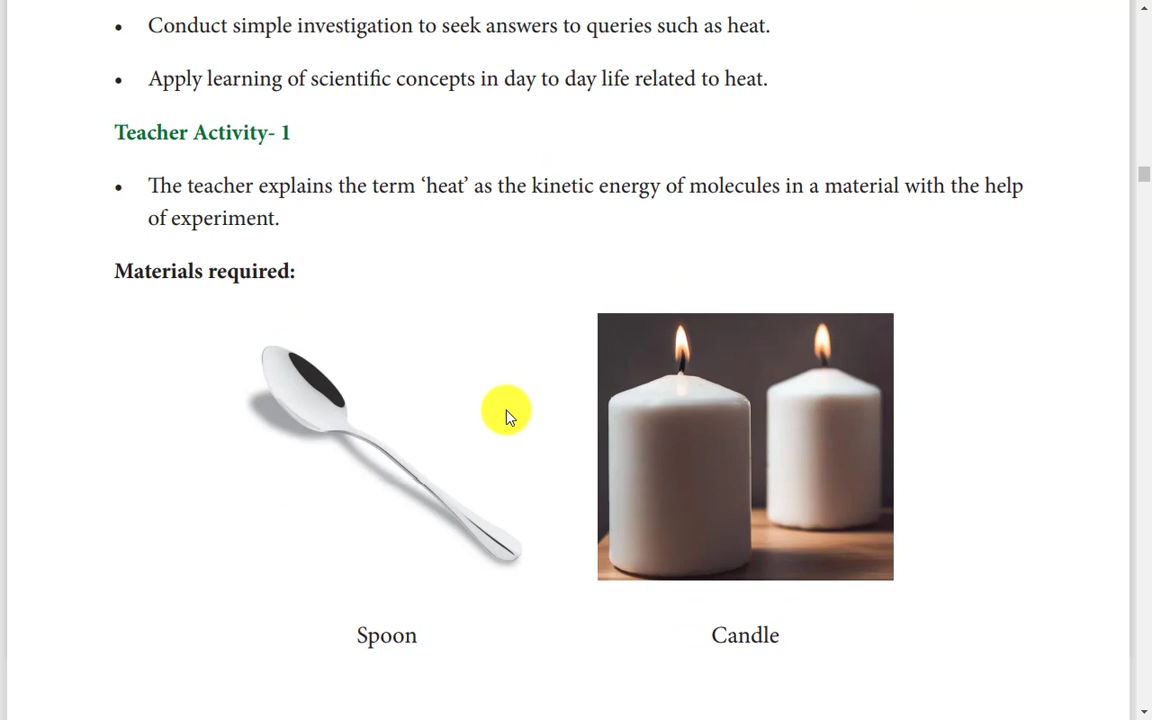 • Conduct simple investigation to seek answers to queries such as heat.
• Apply learning of scientific concepts in day to day life related to heat.
Teacher Activity- 1
• The teacher explains the term ‘heat’ as the kinetic energy of molecules in a material with the help
of experiment.
Materials required:
Spoon
Candle